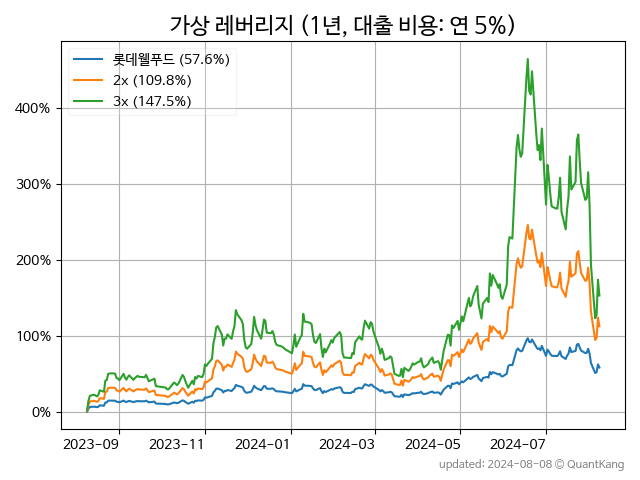 가상 레버리지 (1년, 대출 비용: 연 5%)
롯데웰푸드 (57.6%)
2x (109.8%)
3x (147.5%)
400%
300%
200%
100%
0%
2023-09 2023-11 2024-01 2024-03 2024-05 2024-07
updated: 2024-08-08 © QuantKang